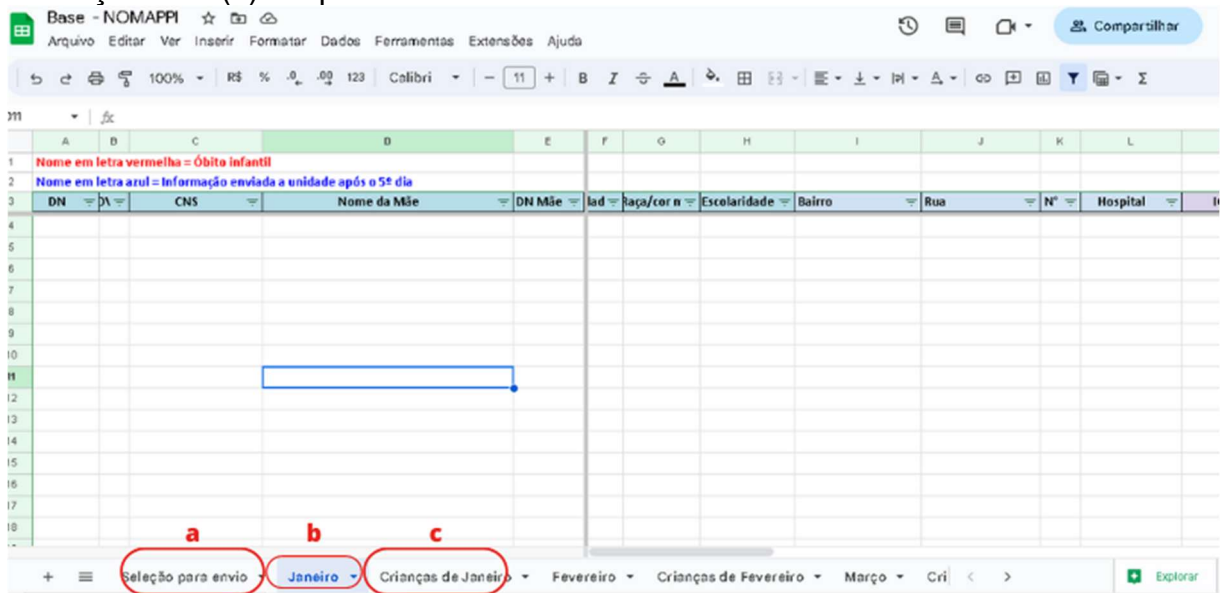 Base - NOMAPPI
Arquivo Editar Ver Inserir Formatar Dados Ferramentas Extensões Ajuda
Compartilhar
100% R$ % .0 .00 123 Calibri - 11 + B I A
fx
A B C D E F G H I J K L
1 Nome em letra vermelha = Óbito infantil
2 Nome em letra azul = Informação enviada a unidade após o 5º dia
3 DN CNS Nome da Mãe DN Mãe lad Raça/cor n Escolaridade Bairro Rua N° Hospital
4
5
6
7
8
9
10
11
12
13
14
15
16
17
18
a b c
+ Seleção para envio Janeiro Crianças de Janeiro Fevereiro Crianças de Fevereiro Março Cri < > Explorar